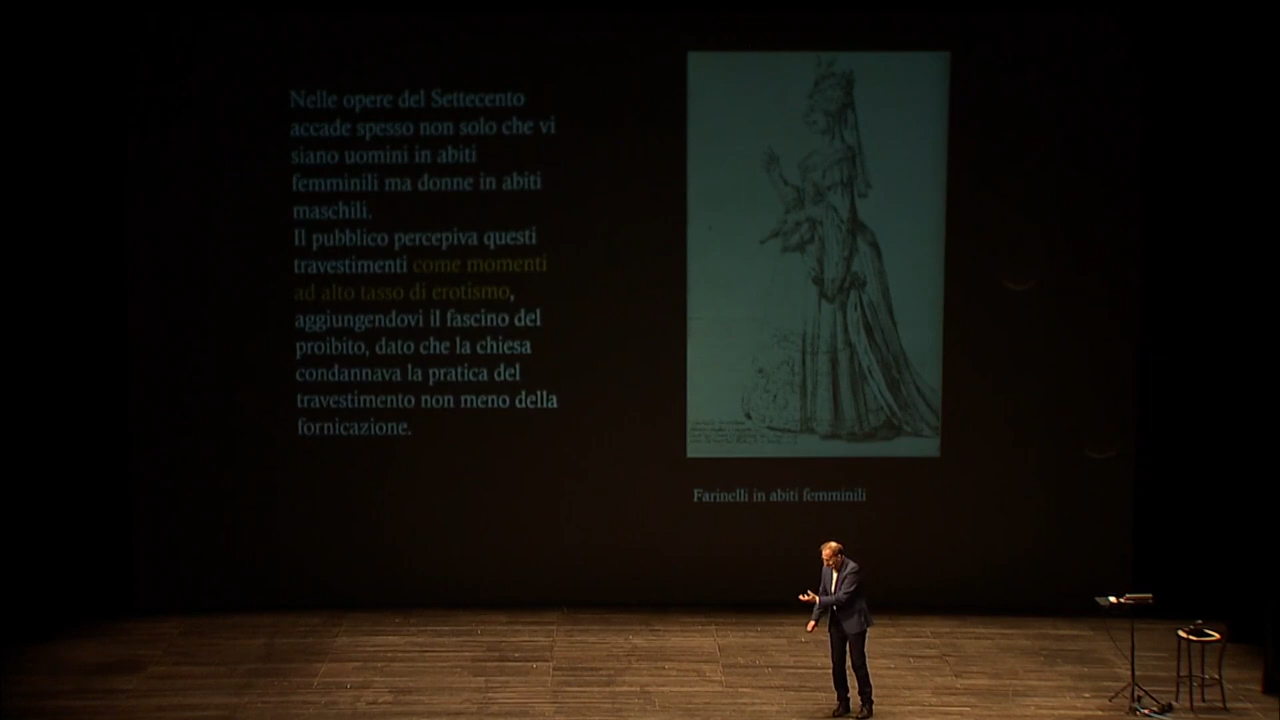 Nelle opere del Settecento
accade spesso non solo che vi
siano uomini in abiti
femminili ma donne in abiti
maschili.
Il pubblico percepiva questi
travestimenti come momenti
ad alto tasso di erotismo,
aggiungendovi il fascino del
proibito, dato che la chiesa
condannava la pratica del
travestimento non meno della
fornicazione.
Farinelli in abiti femminili